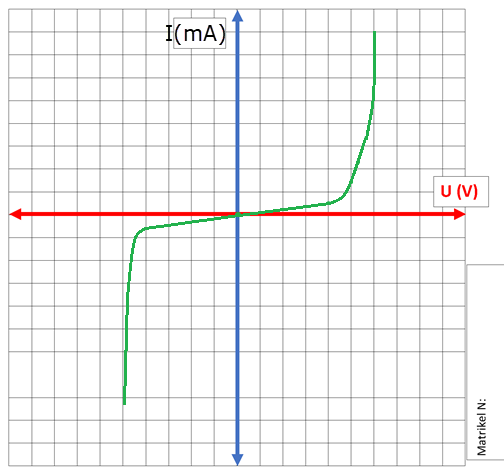 I(mA)
U (V)
Matrikel N: